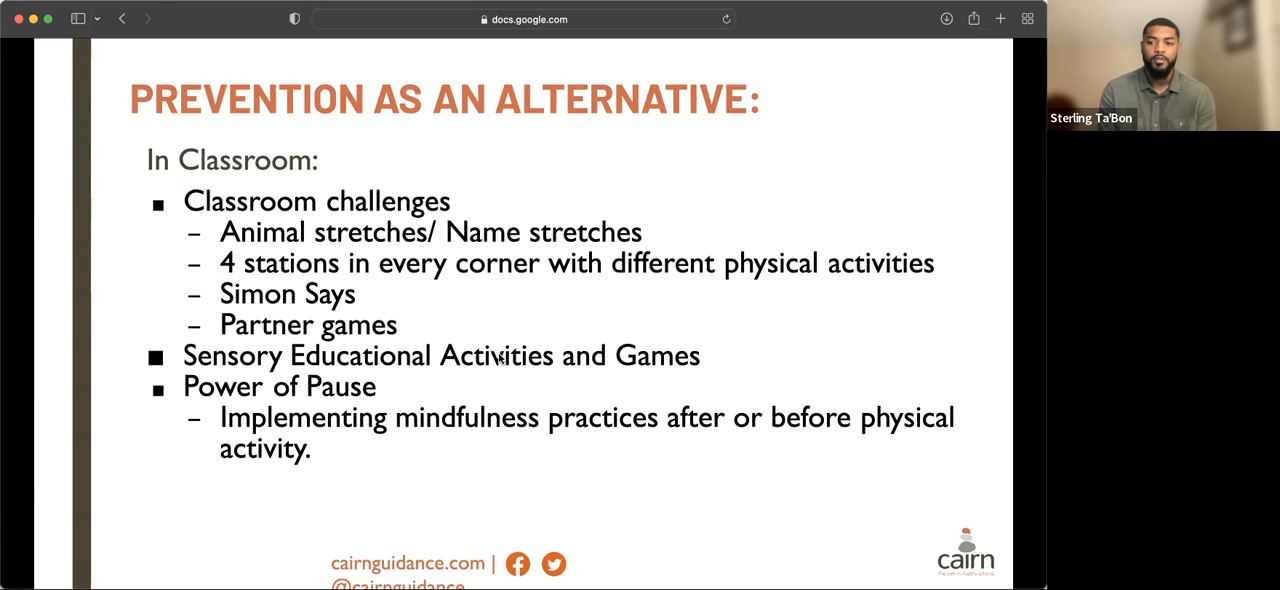 docs.google.com
PREVENTION AS AN ALTERNATIVE:
Sterling Ta'Bon
In Classroom:
■ Classroom challenges
– Animal stretches/ Name stretches
– 4 stations in every corner with different physical activities
– Simon Says
– Partner games
■ Sensory Educational Activities and Games
■ Power of Pause
– Implementing mindfulness practices after or before physical
activity.
cairnguidance.com |
@cairnguidance
cairn